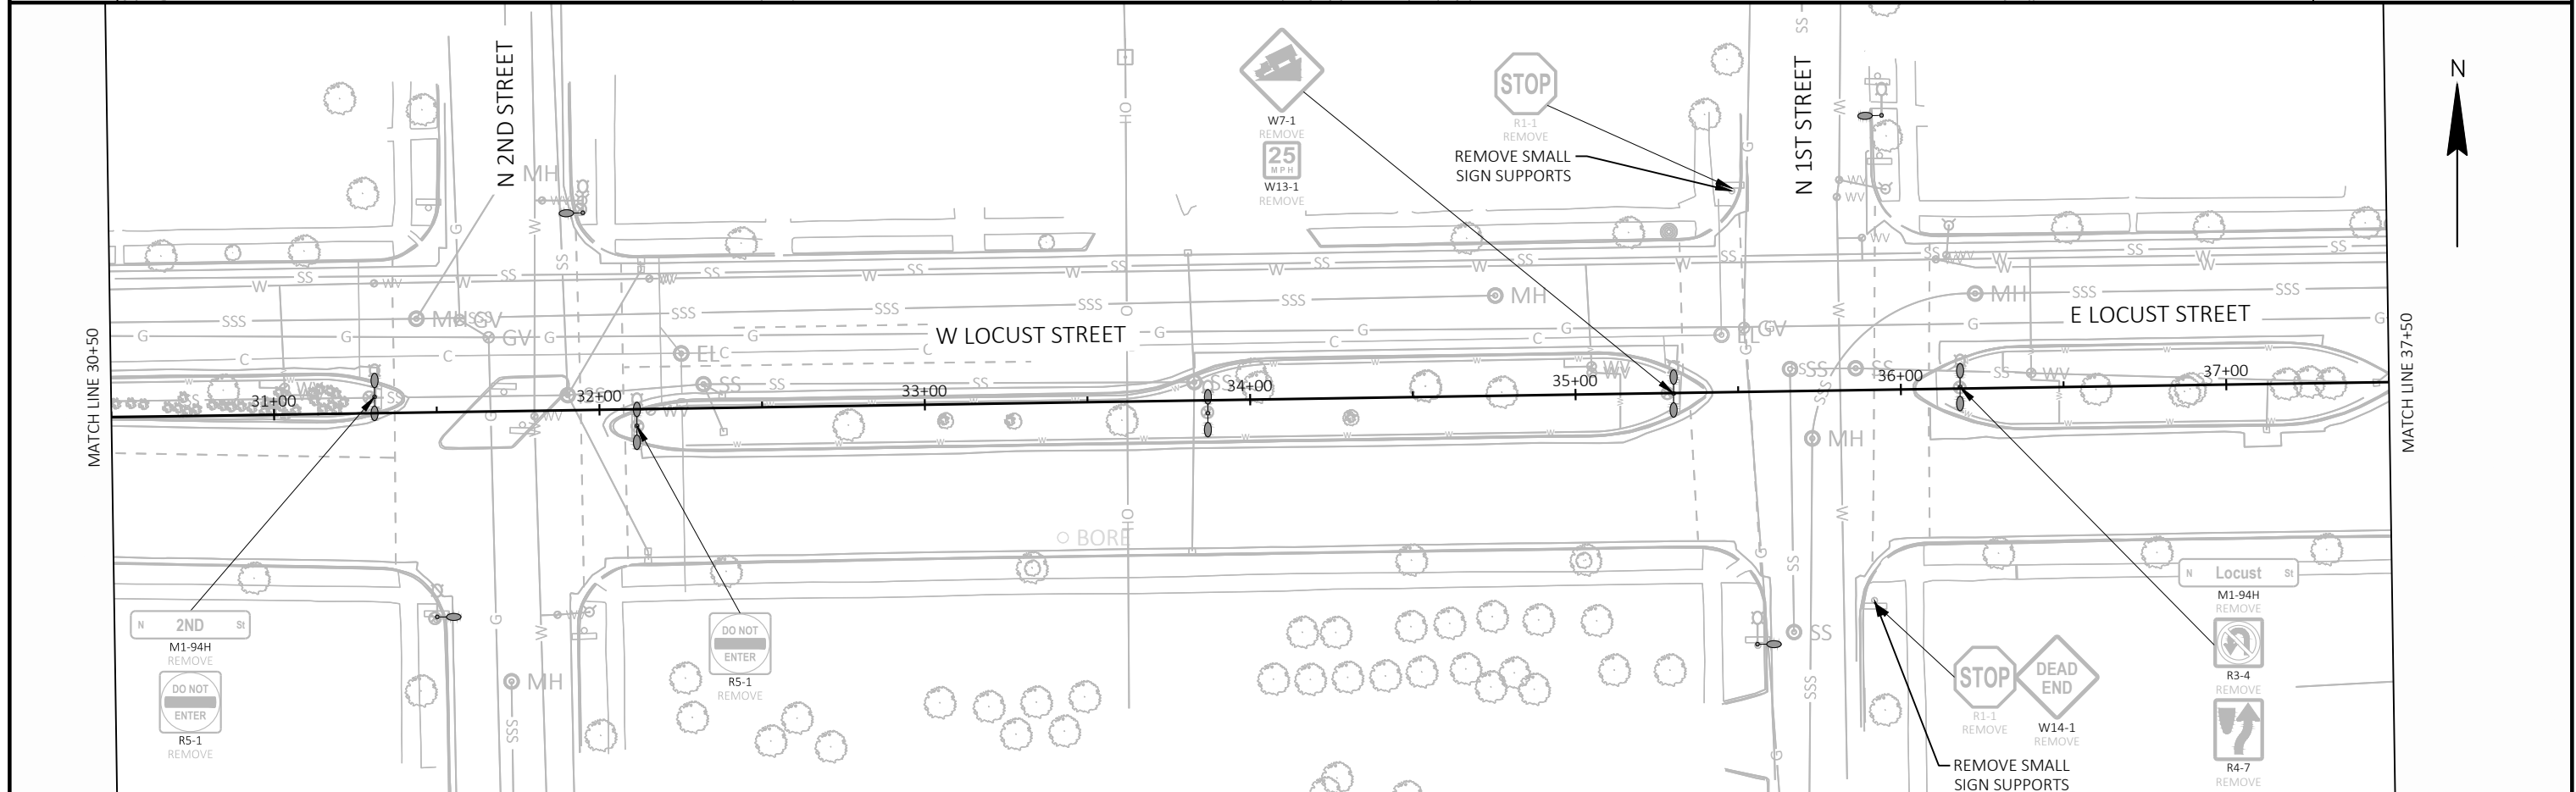 N 2ND STREET
MH
W7-1
REMOVE
25
MPH
W13-1
REMOVE
STOP
R1-1
REMOVE
REMOVE SMALL
SIGN SUPPORTS
N 1ST STREET
N
MATCH LINE 30+50
W LOCUST STREET
E LOCUST STREET
MATCH LINE 37+50
MH
MH
GV
EL
GV
SS
WV
MH
BORE
31+00
32+00
33+00
34+00
35+00
36+00
37+00
N 2ND St
M1-94H
REMOVE
DO NOT
ENTER
R5-1
REMOVE
MH
DO NOT
ENTER
R5-1
REMOVE
SS
STOP
R1-1
REMOVE
DEAD
END
W14-1
REMOVE
REMOVE SMALL
SIGN SUPPORTS
N Locust St
M1-94H
REMOVE
R3-4
REMOVE
R4-7
REMOVE